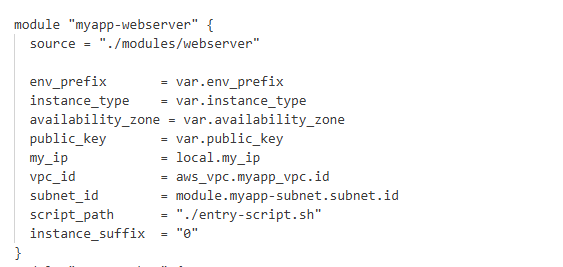 module "myapp-webserver" {
  source = "./modules/webserver"

  env_prefix        = var.env_prefix
  instance_type     = var.instance_type
  availability_zone = var.availability_zone
  public_key        = var.public_key
  my_ip             = local.my_ip
  vpc_id            = aws_vpc.myapp_vpc.id
  subnet_id         = module.myapp-subnet.subnet.id
  script_path       = "./entry-script.sh"
  instance_suffix   = "0"
}